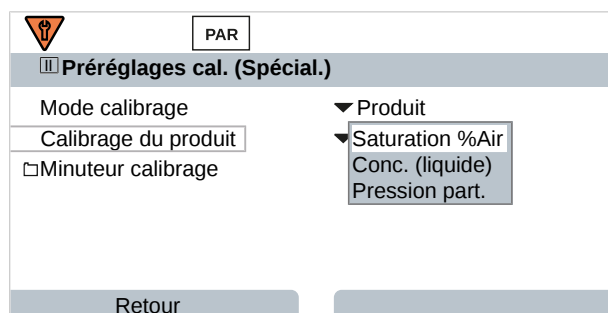 PAR
II Préréglages cal. (Spécial.)
Mode calibrage Produit
Calibrage du produit Saturation %Air
Minuteur calibrage Conc. (liquide)
Pression part.
Retour